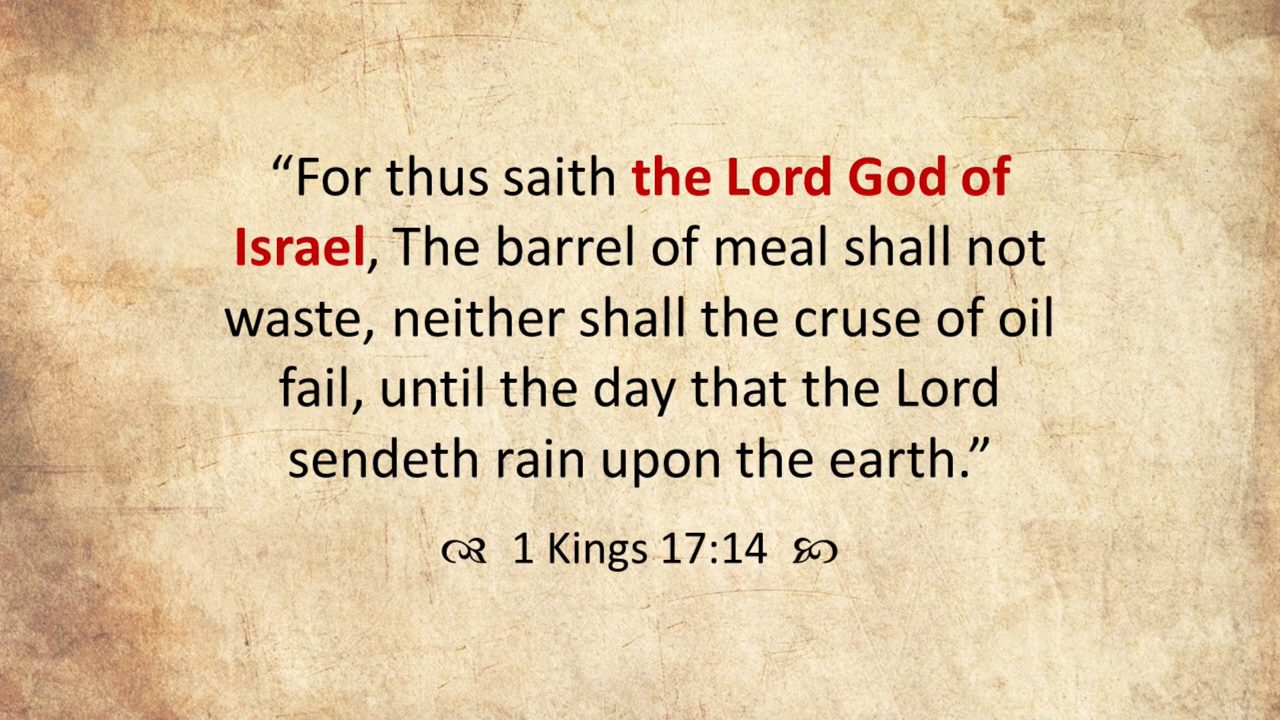 “For thus saith the Lord God of
Israel, The barrel of meal shall not
waste, neither shall the cruse of oil
fail, until the day that the Lord
sendeth rain upon the earth.”
1 Kings 17:14